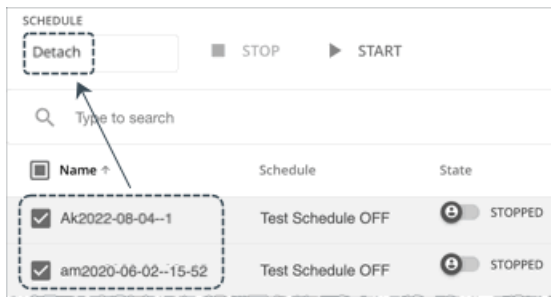 SCHEDULE
Detach STOP START
Type to search
Name Schedule State
Ak2022-08-04--1 Test Schedule OFF STOPPED
am2020-06-02--15-52 Test Schedule OFF STOPPED